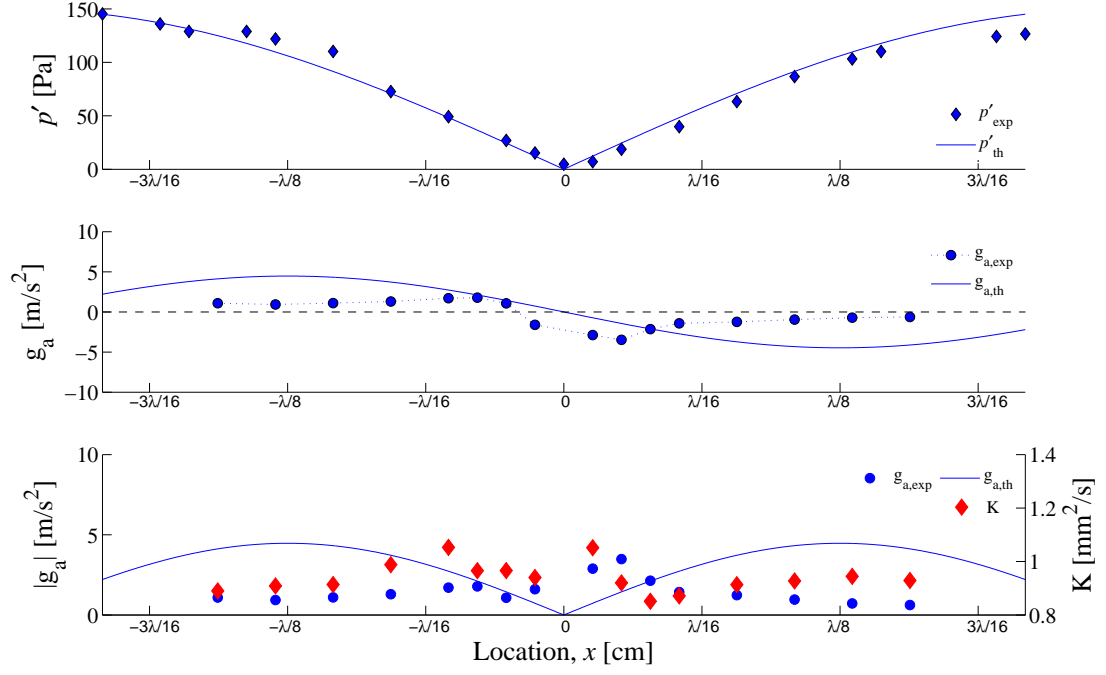 150
100
50
0
p′ [Pa]
p′exp
p′th
−3λ/16 −λ/8 −λ/16 0 λ/16 λ/8 3λ/16
10
5
0
−5
−10
ga [m/s2]
ga,exp
ga,th
−3λ/16 −λ/8 −λ/16 0 λ/16 λ/8 3λ/16
10
5
0
|ga| [m/s2]
ga,exp ga,th
K
1.4
1.2
1
0.8
K [mm2/s]
−3λ/16 −λ/8 −λ/16 0 λ/16 λ/8 3λ/16
Location, x [cm]